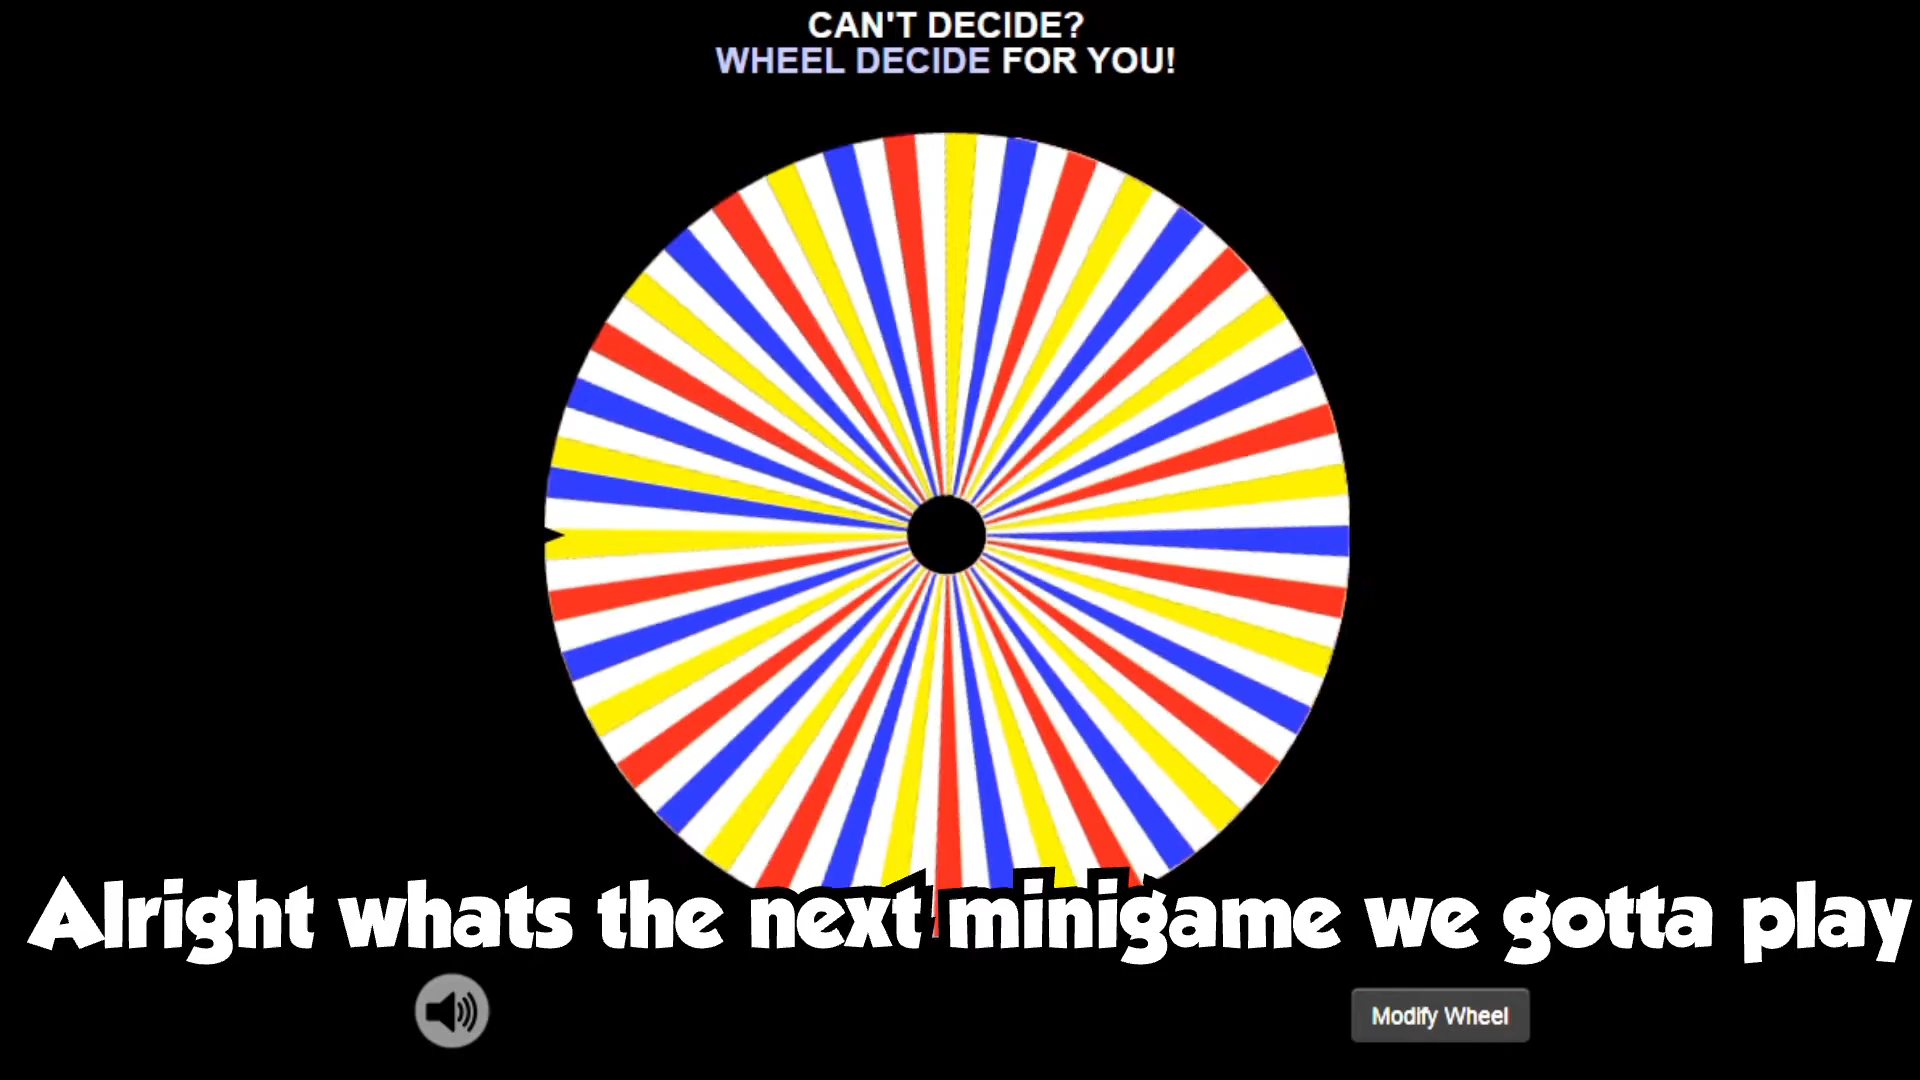 CAN'T DECIDE?
WHEEL DECIDE FOR YOU!
Alright whats the next minigame we gotta play
Modify Wheel